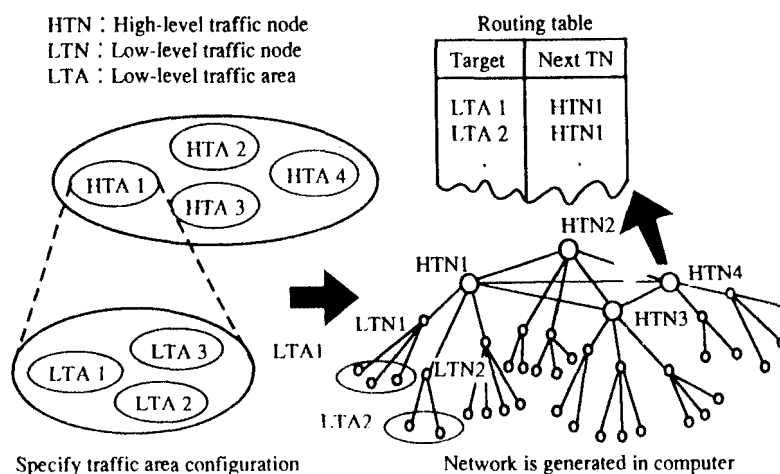 HTN : High-level traffic node
LTN : Low-level traffic node
LTA : Low-level traffic area
Routing table
Target Next TN
LTA 1 HTN1
LTA 2 HTN1
HTA 1
HTA 2
HTA 3
HTA 4
HTN2
HTN1
HTN4
HTN3
LTN1
LTA1
LTN2
LTA2
LTA 3
LTA 1
LTA 2
Specify traffic area configuration
Network is generated in computer